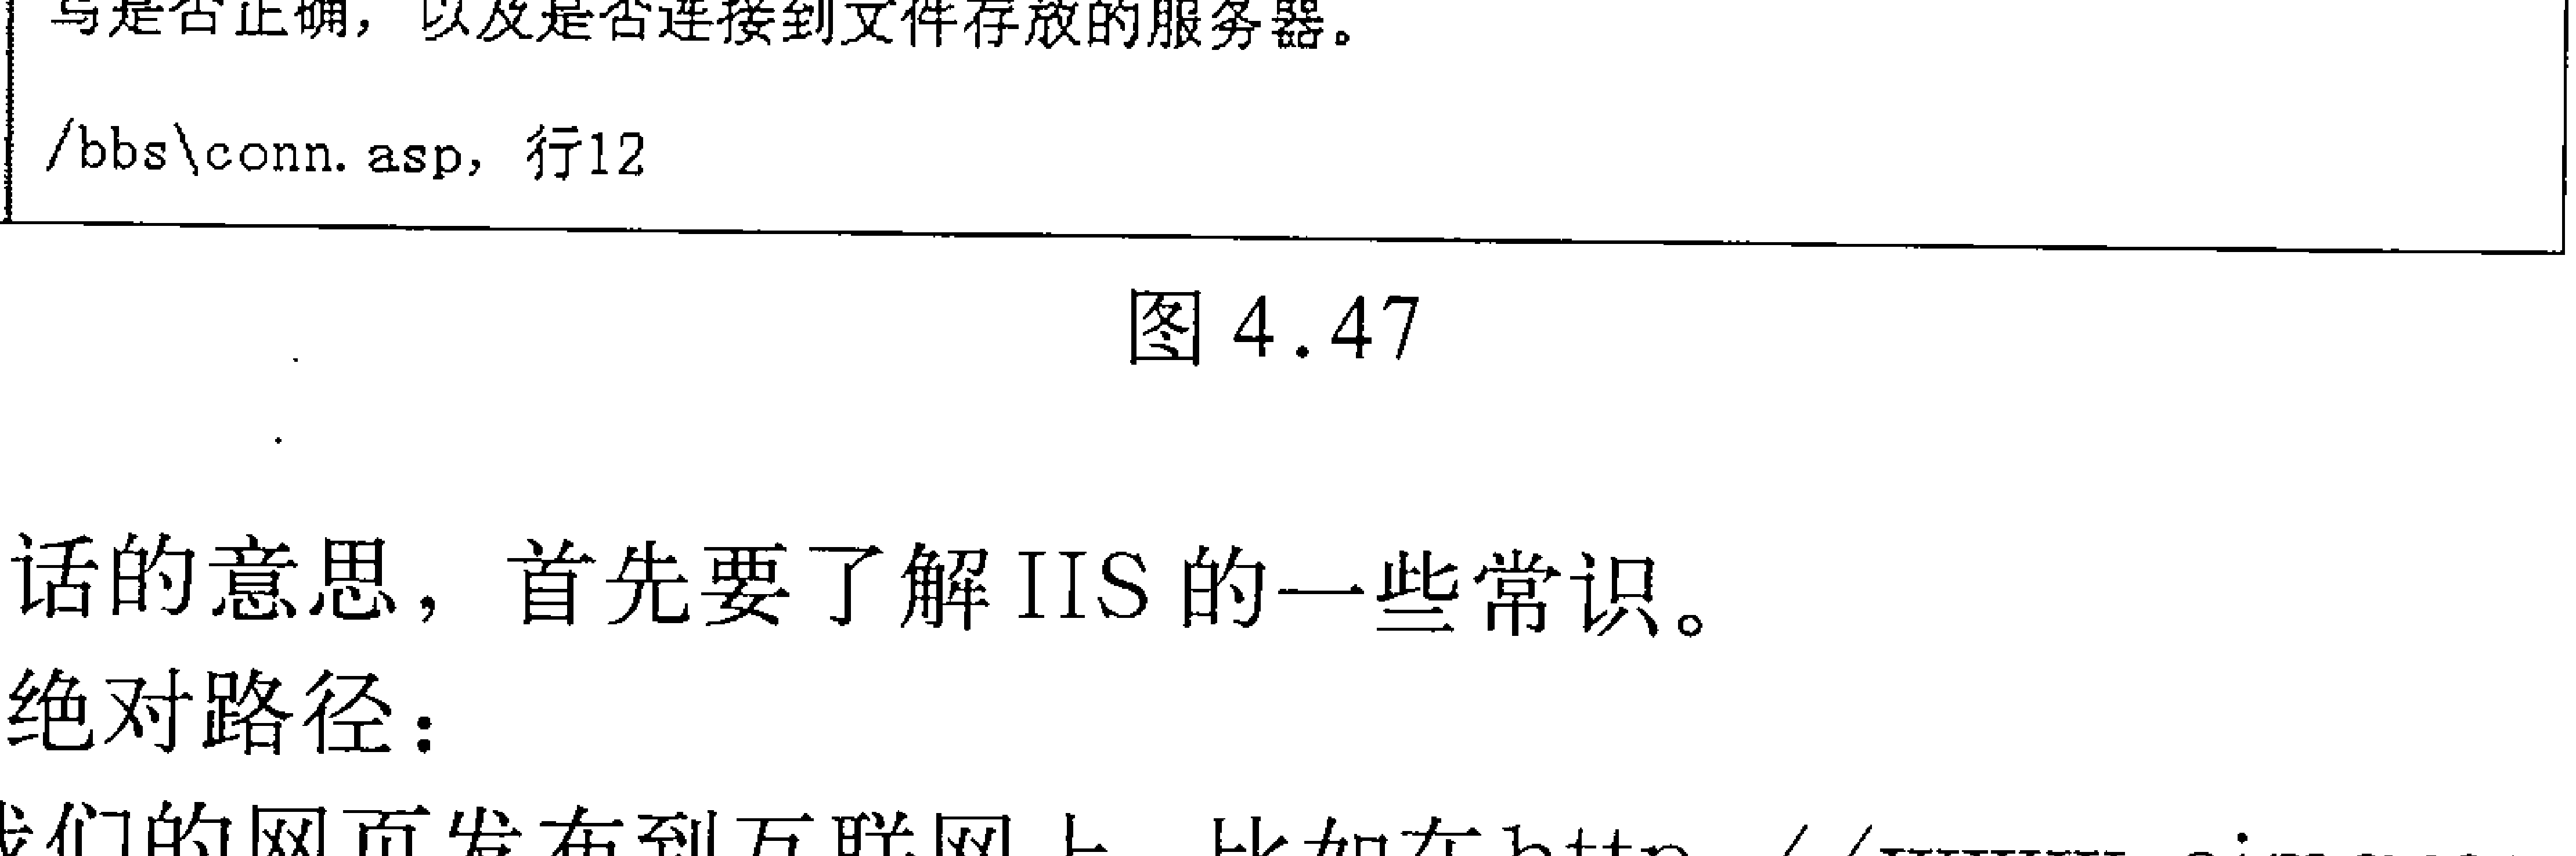 写是否正确，以及是否连接到文件存放的服务器。
/bbs\conn.asp，行12
图 4.47
话的意思，首先要了解IIS的一些常识。
绝对路径：
我们的网页发布到互联网上 比如在http://www